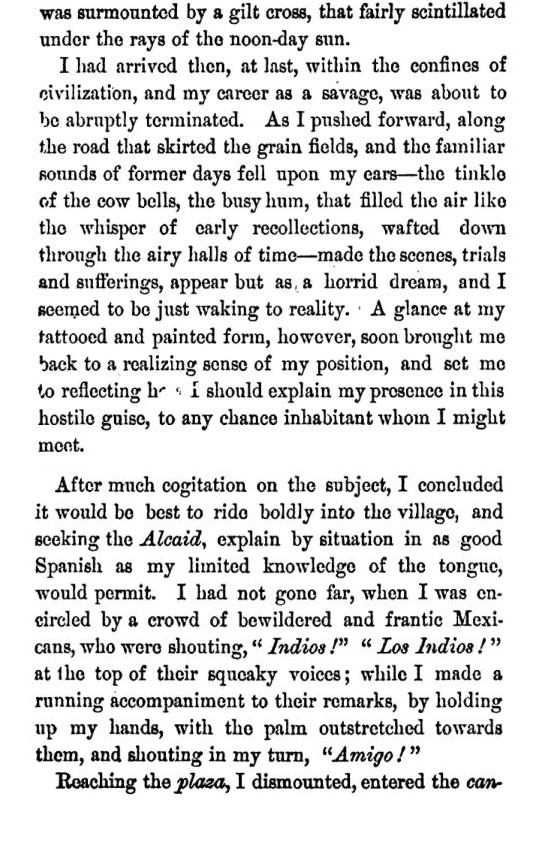 was surmounted by a gilt cross, that fairly scintillated
under the rays of the noon-day sun.
I had arrived then, at last, within the confines of
civilization, and my career as a savage, was about to
be abruptly terminated. As I pushed forward, along
the road that skirted the grain fields, and the familiar
sounds of former days fell upon my ears—the tinkle
of the cow bells, the busy hum, that filled the air like
the whisper of early recollections, wafted down
through the airy halls of time—made the scenes, trials
and sufferings, appear but as a horrid dream, and I
seemed to be just waking to reality. A glance at my
tattooed and painted form, however, soon brought me
back to a realizing sense of my position, and set me
to reflecting I should explain my presence in this
hostile guise, to any chance inhabitant whom I might
meet.
After much cogitation on the subject, I concluded
it would be best to ride boldly into the village, and
seeking the Alcaid, explain by situation in as good
Spanish as my limited knowledge of the tongue,
would permit. I had not gone far, when I was en-
circled by a crowd of bewildered and frantic Mexi-
cans, who were shouting, "Indios!" "Los Indios!"
at the top of their squeaky voices; while I made a
running accompaniment to their remarks, by holding
up my hands, with the palm outstretched towards
them, and shouting in my turn, "Amigo!"
Reaching the plaza, I dismounted, entered the can-